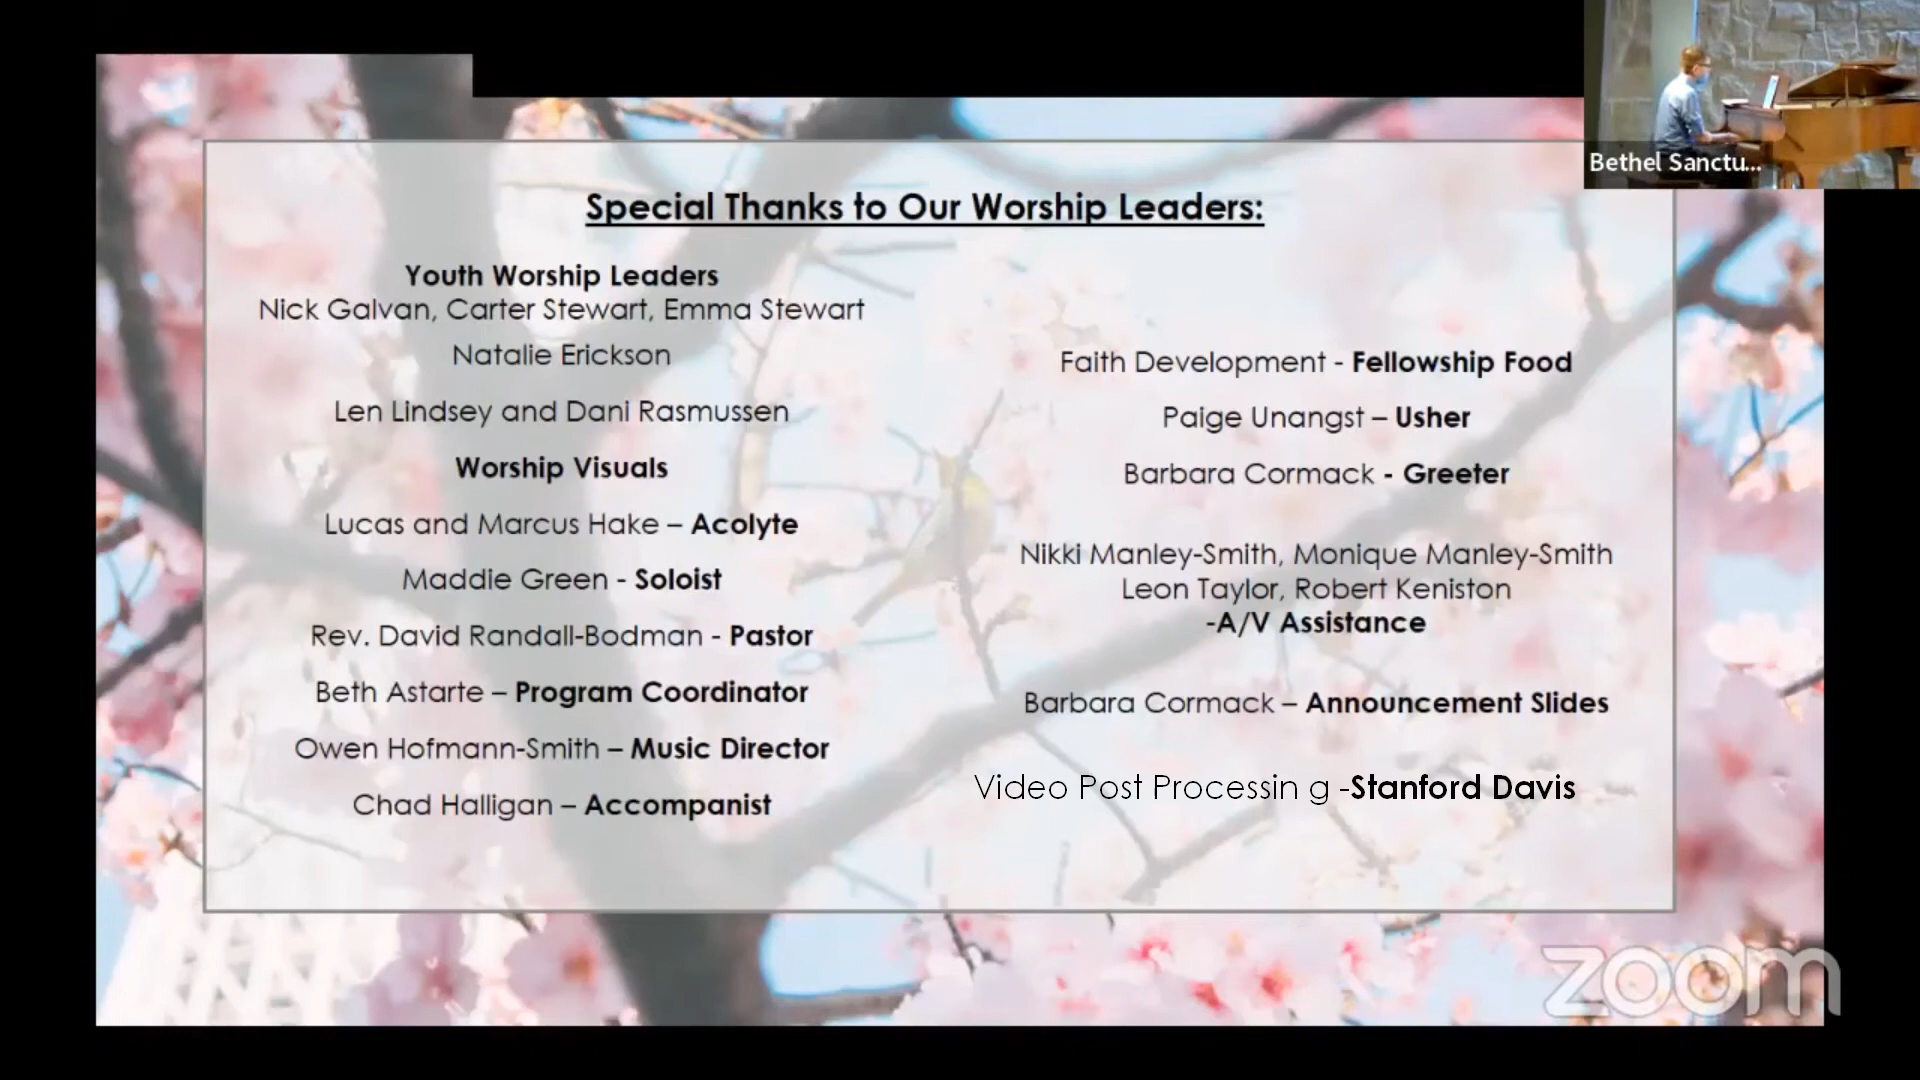 Special Thanks to Our Worship Leaders:
Youth Worship Leaders
Nick Galvan, Carter Stewart, Emma Stewart
Natalie Erickson
Len Lindsey and Dani Rasmussen
Worship Visuals
Lucas and Marcus Hake – Acolyte
Maddie Green - Soloist
Rev. David Randall-Bodman - Pastor
Beth Astarte – Program Coordinator
Owen Hofmann-Smith – Music Director
Chad Halligan – Accompanist
Faith Development - Fellowship Food
Paige Unangst – Usher
Barbara Cormack - Greeter
Nikki Manley-Smith, Monique Manley-Smith
Leon Taylor, Robert Keniston
-A/V Assistance
Barbara Cormack – Announcement Slides
Video Post Processin g -Stanford Davis
Bethel Sanctu...
zoom